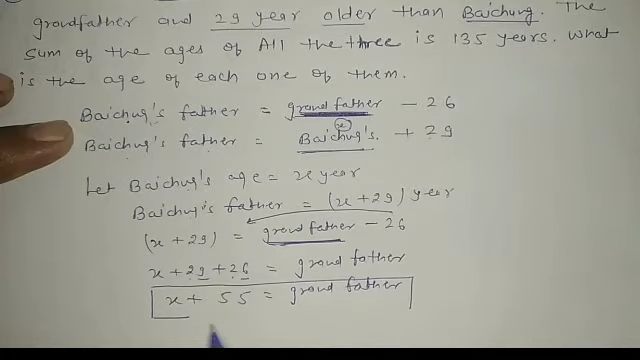 grandfather and 29 year older than Baichung. The
sum of the ages of All the three is 135 years. What
is the age of each one of them.
Baichug's father = grand father - 26
Baichug's father = Baichug's + 29
x
Let Baichug's age = x year
Baichug's father = (x + 29) year
(x + 29) = grand father - 26
x + 29 + 26 = grand father
x + 55 = grand father